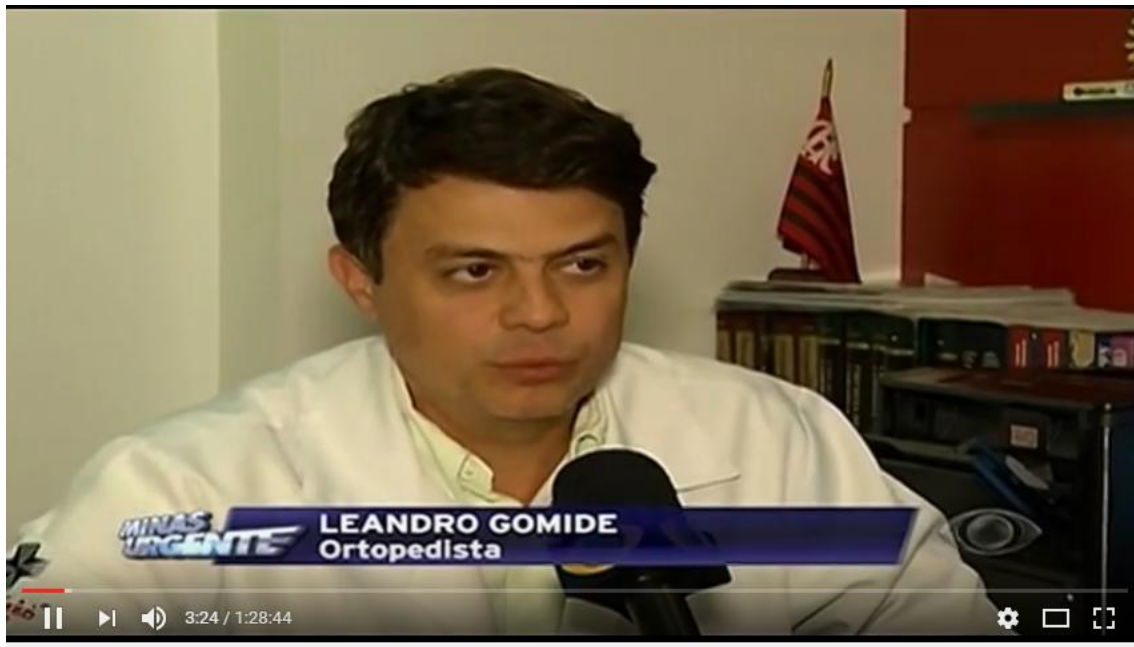 MINAS
URGENTE
LEANDRO GOMIDE
Ortopedista
3:24 / 1:28:44